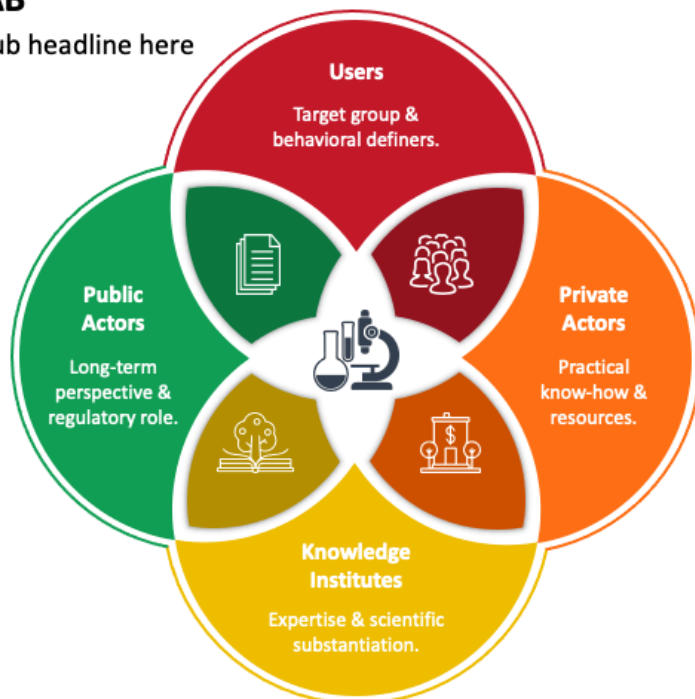 AB
ub headline here
Users
Target group &
behavioral definers.
Public
Actors
Long-term
perspective &
regulatory role.
Private
Actors
Practical
know-how &
resources.
$
Knowledge
Institutes
Expertise & scientific
substantiation.